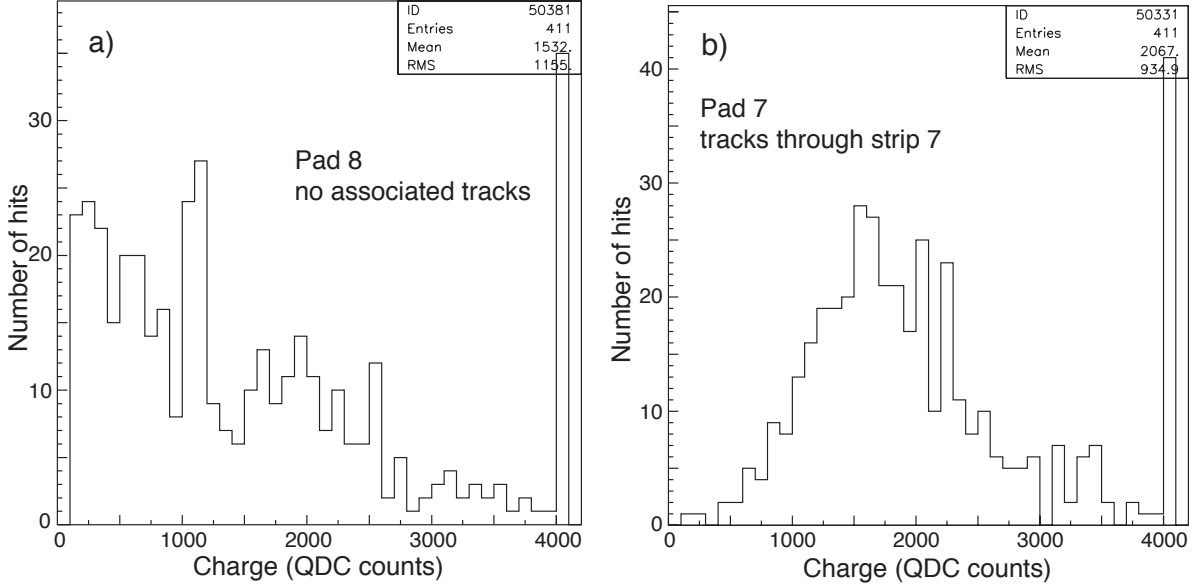 a)
ID 50381
Entries 411
Mean 1532.
RMS 1155.
Pad 8
no associated tracks
Number of hits
30
20
10
0
0 1000 2000 3000 4000
Charge (QDC counts)
b)
ID 50331
Entries 411
Mean 2067.
RMS 934.9
Pad 7
tracks through strip 7
Number of hits
40
30
20
10
0
0 1000 2000 3000 4000
Charge (QDC counts)